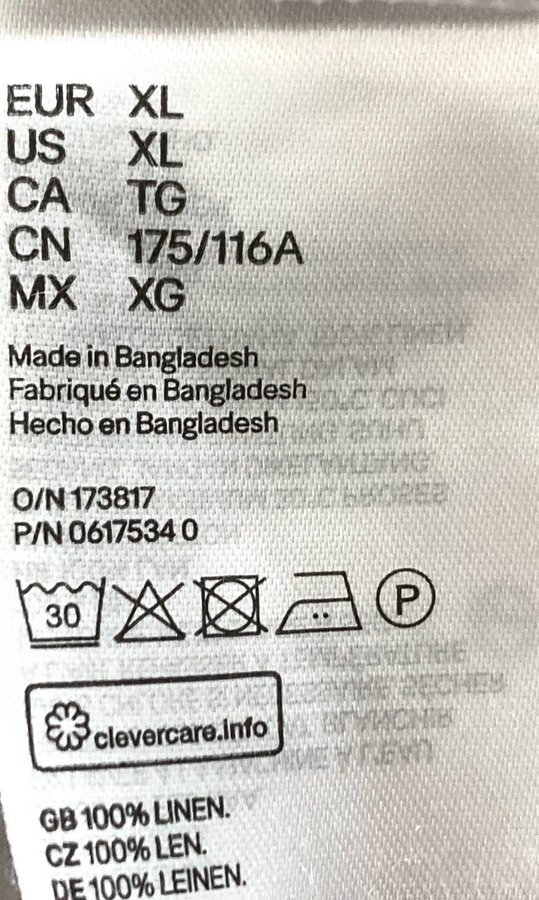 EUR XL
US XL
CA TG
CN 175/116A
MX XG
Made in Bangladesh
Fabriqué en Bangladesh
Hecho en Bangladesh
O/N 173817
P/N 0617534 0
30 P
clevercare.info
GB 100% LINEN.
CZ 100% LEN.
DE 100% LEINEN.